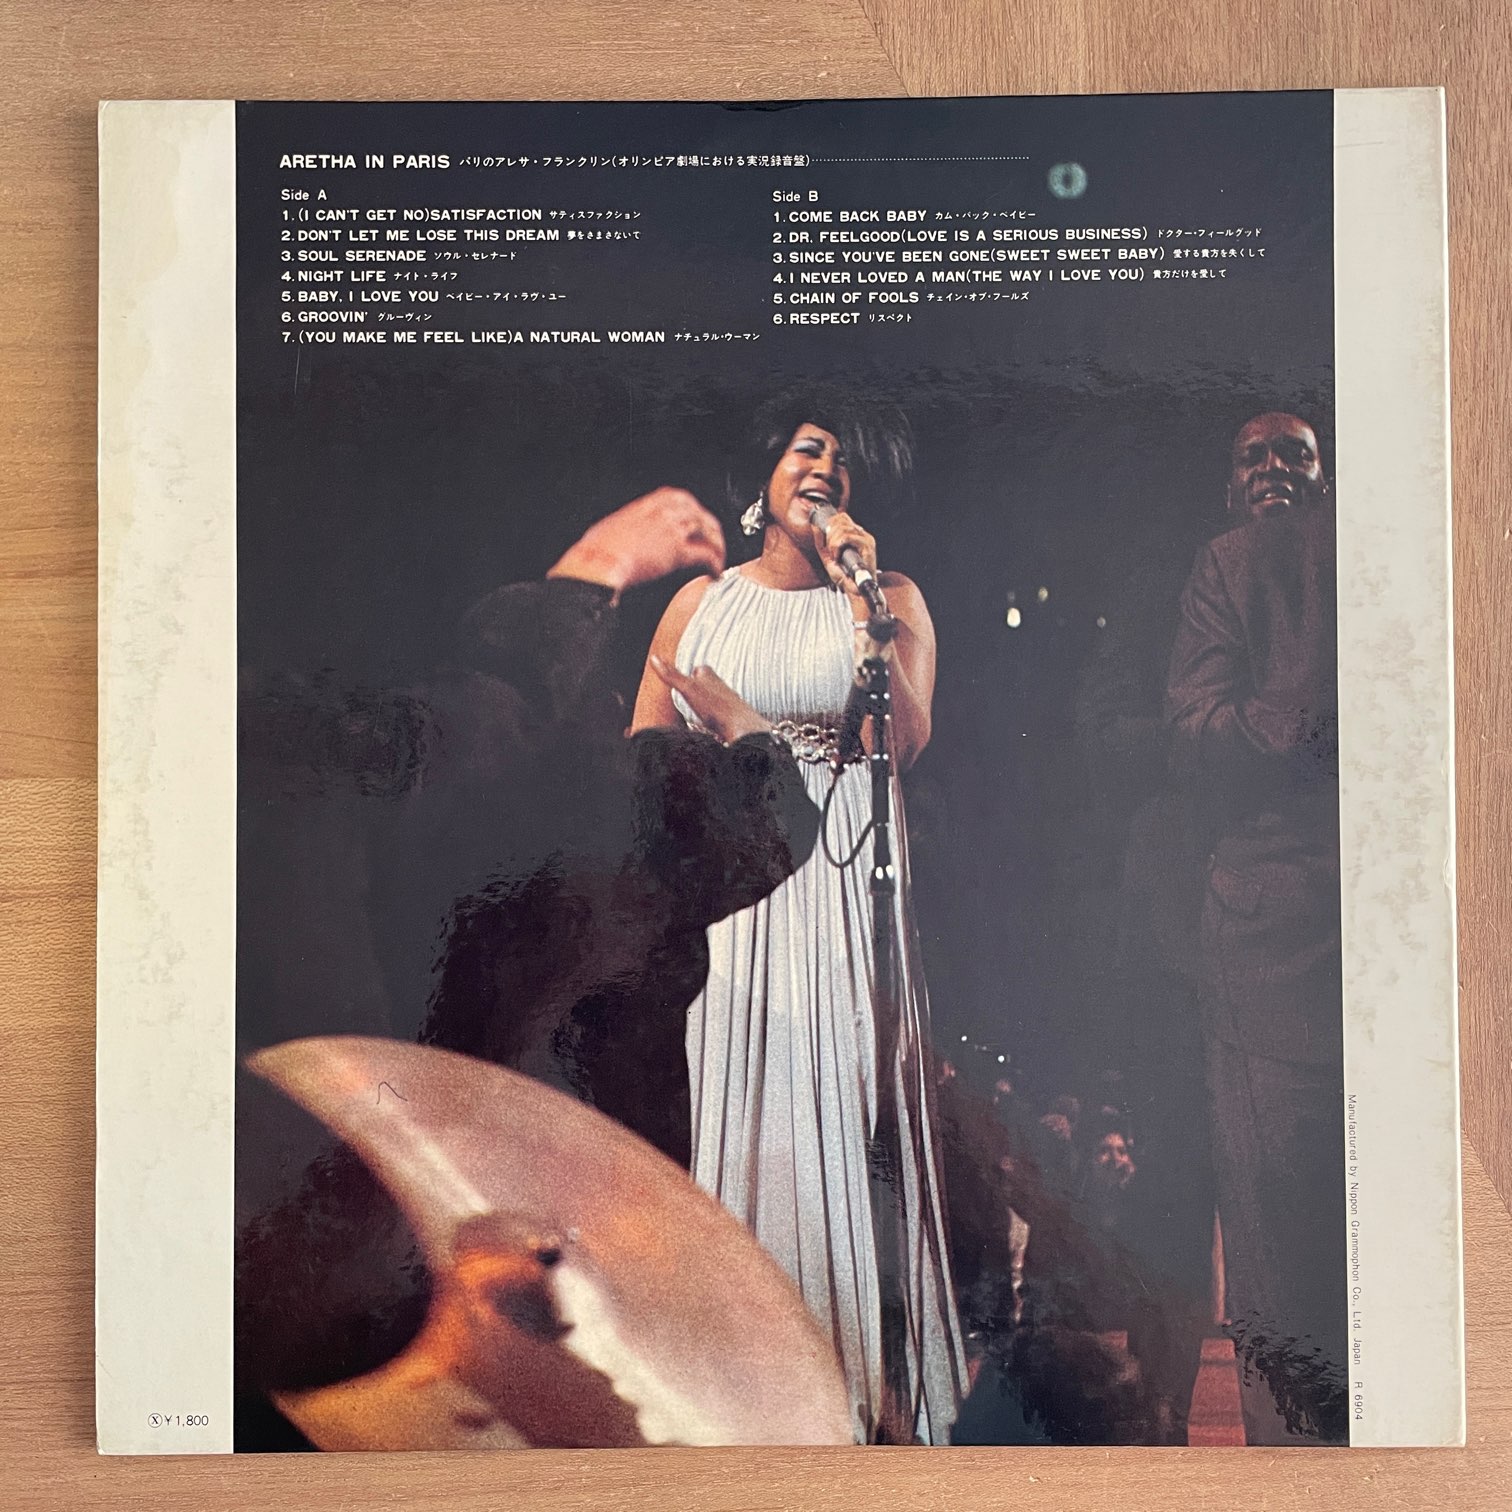 ARETHA IN PARIS パリのアレサ・フランクリン(オリンピア劇場における実況録音盤)
Side A
1. (I CAN'T GET NO)SATISFACTION サティスファクション
2. DON'T LET ME LOSE THIS DREAM 夢をさまさないで
3. SOUL SERENADE ソウル・セレナード
4. NIGHT LIFE ナイト・ライフ
5. BABY, I LOVE YOU ベイビー・アイ・ラヴ・ユー
6. GROOVIN' グルーヴィン
7. (YOU MAKE ME FEEL LIKE)A NATURAL WOMAN ナチュラル・ウーマン
Side B
1. COME BACK BABY カム・バック・ベイビー
2. DR. FEELGOOD(LOVE IS A SERIOUS BUSINESS) ドクター・フィールグッド
3. SINCE YOU'VE BEEN GONE(SWEET SWEET BABY) 愛する貴方を失くして
4. I NEVER LOVED A MAN(THE WAY I LOVE YOU) 貴方だけを愛して
5. CHAIN OF FOOLS チェイン・オブ・フールズ
6. RESPECT リスペクト
Manufactured by Nippon Grammophon Co., Ltd. Japan R 6904
Ⓧ¥1,800